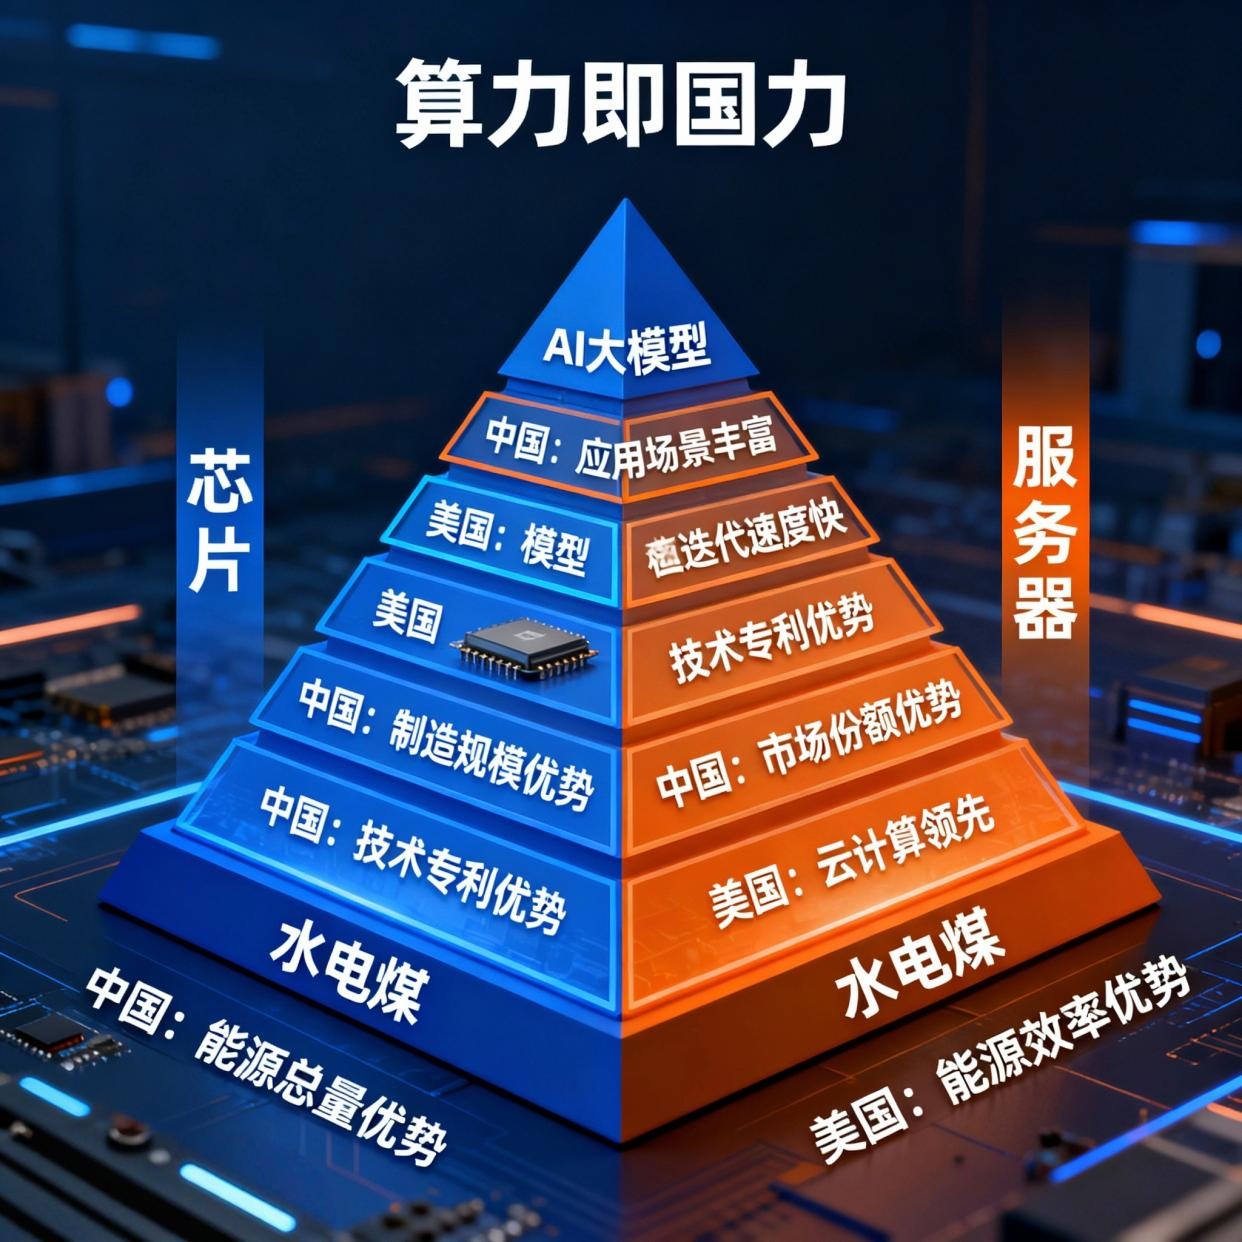 算力即国力
AI大模型
中国：应用场景丰富
美国：模型
迭代速度快
美国
技术专利优势
中国：制造规模优势
中国：市场份额优势
中国：技术专利优势
美国：云计算领先
水电煤
水电煤
中国：能源总量优势
美国：能源效率优势
芯片
服务器